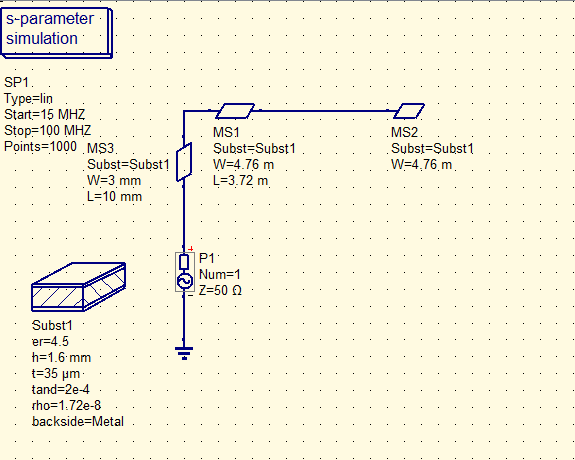 s-parameter
simulation
SP1
Type=lin
Start=15 MHZ
Stop=100 MHZ
Points=1000
MS3
Subst=Subst1
W=3 mm
L=10 mm
MS1
Subst=Subst1
W=4.76 m
L=3.72 m
MS2
Subst=Subst1
W=4.76 m
+
P1
Num=1
Z=50 Ω
-
Subst1
er=4.5
h=1.6 mm
t=35 µm
tand=2e-4
rho=1.72e-8
backside=Metal